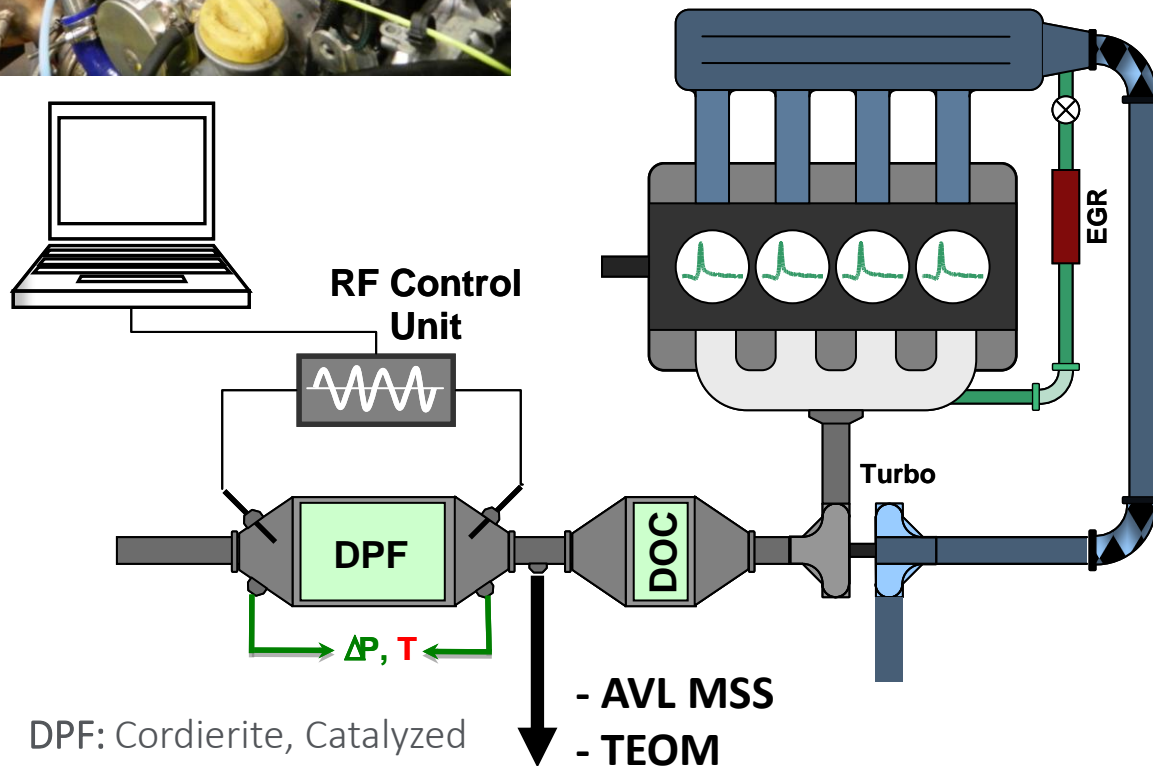 RF Control
Unit
EGR
Turbo
DPF
DOC
ΔP, T
- AVL MSS
- TEOM
DPF: Cordierite, Catalyzed